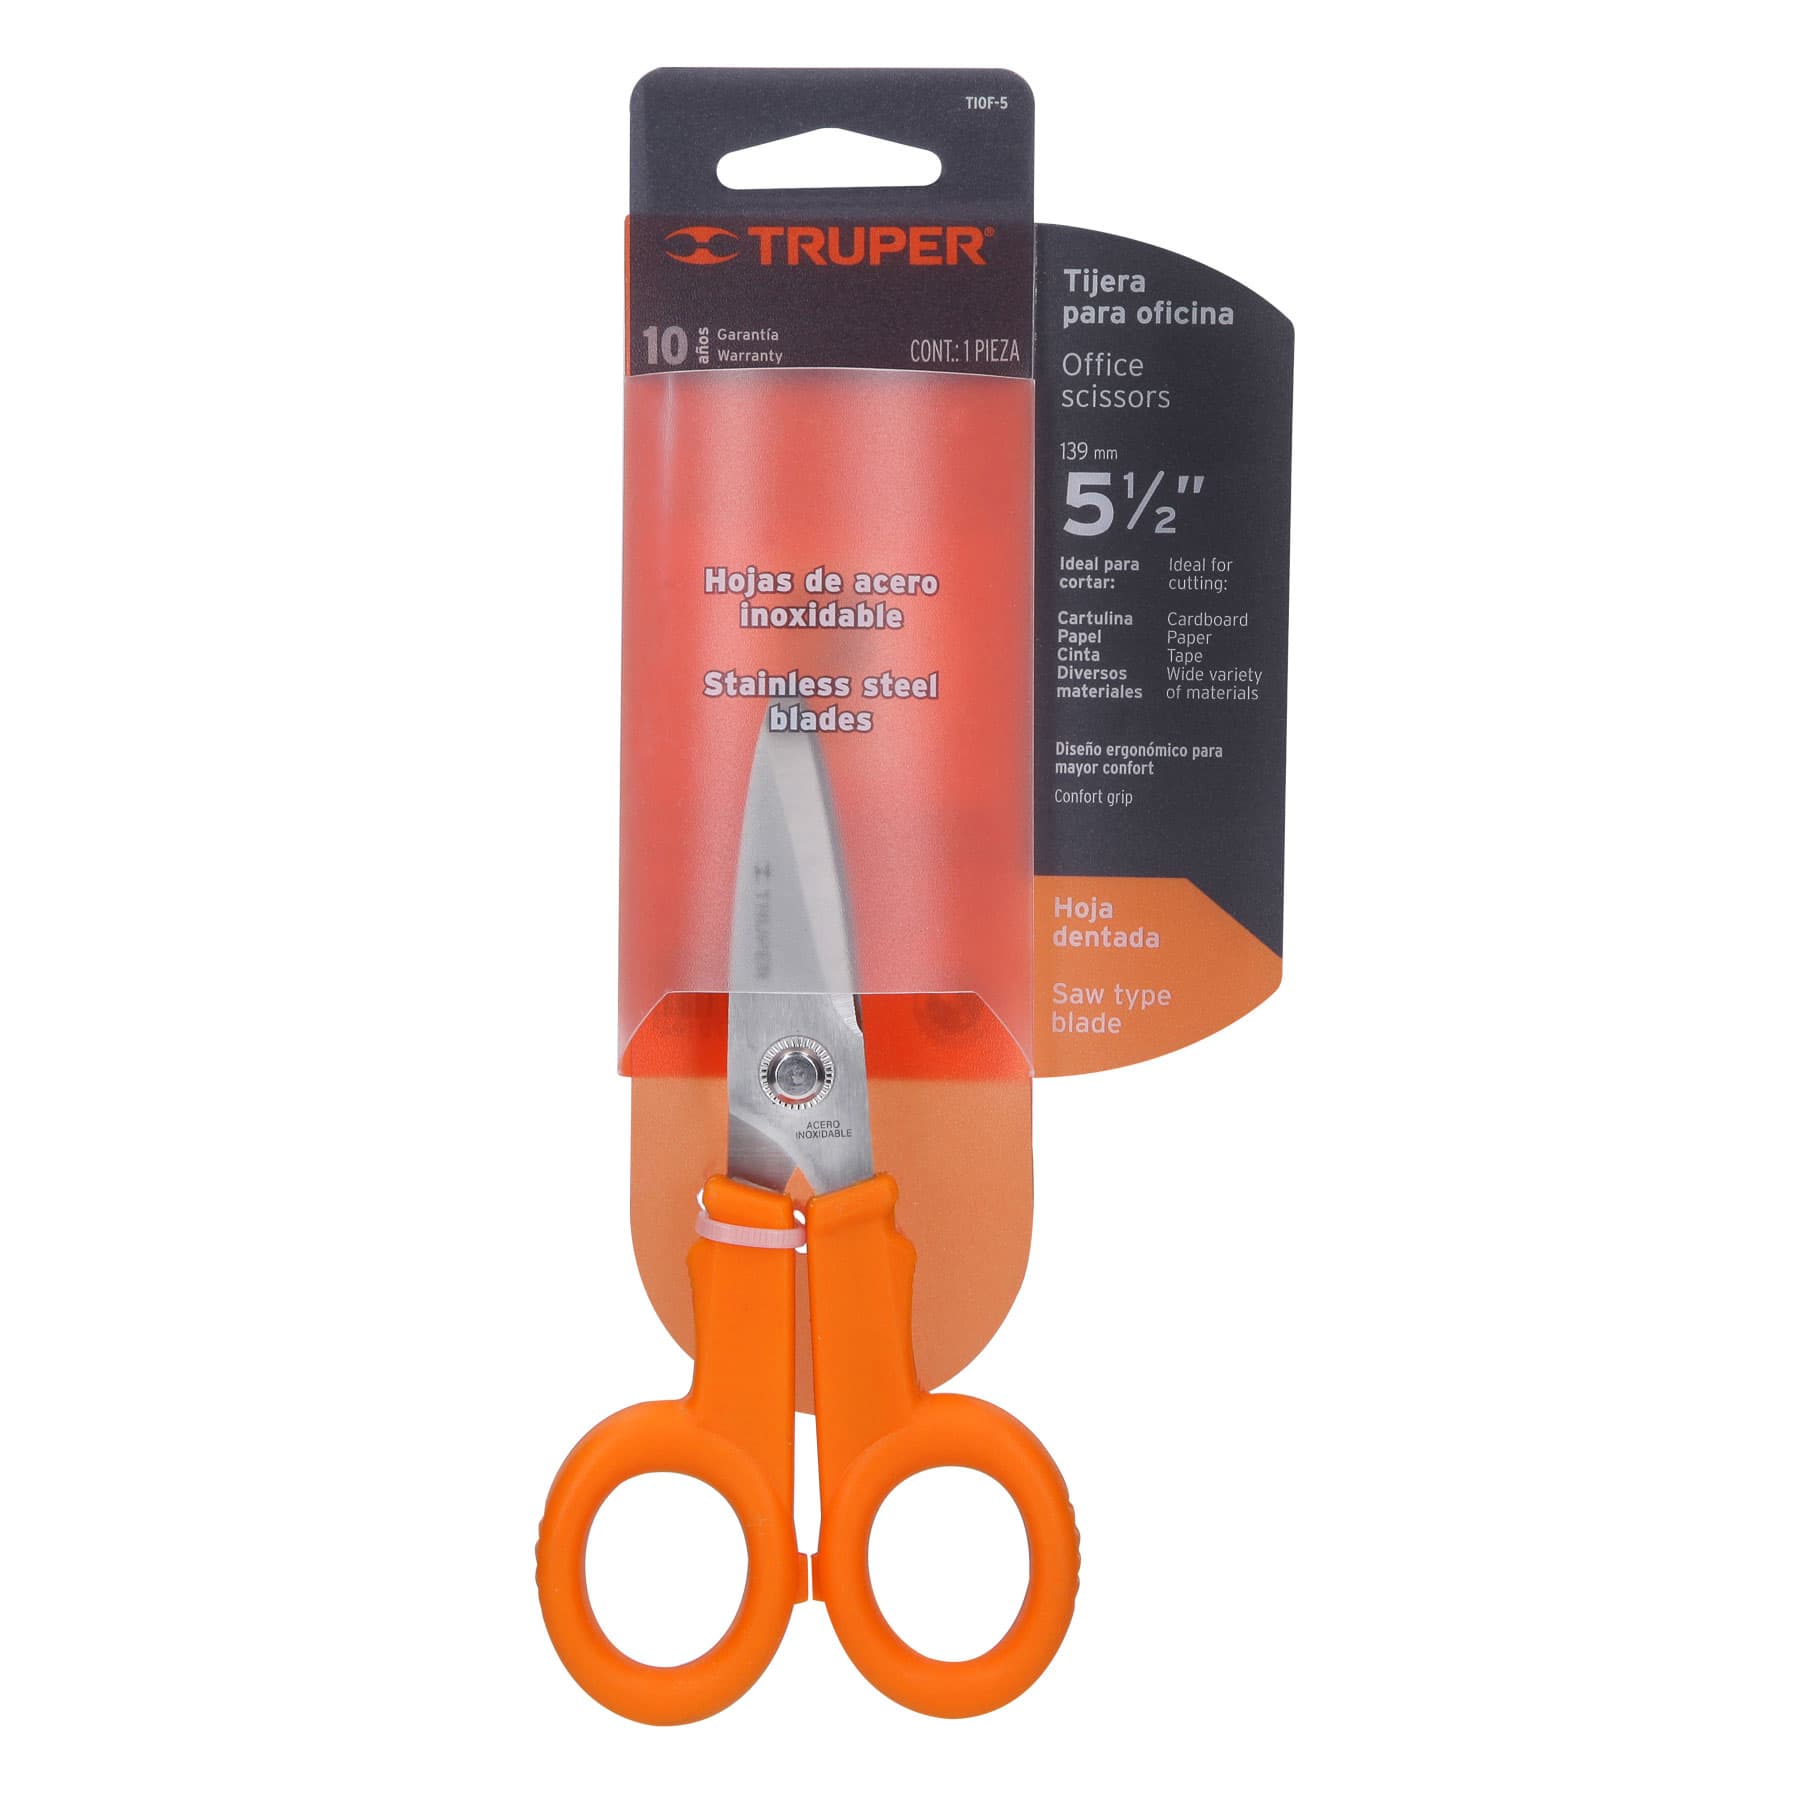 TIOF-5
TRUPER®
10 años Garantía
Warranty
CONT.: 1 PIEZA
Tijera
para oficina
Office
scissors
139 mm
5 1/2"
Ideal para
cortar:
Ideal for
cutting:
Cartulina
Papel
Cinta
Diversos
materiales
Cardboard
Paper
Tape
Wide variety
of materials
Diseño ergonómico para
mayor confort
Confort grip
Hoja
dentada
Saw type
blade
Hojas de acero
inoxidable
Stainless steel
blades
TRUPER
ACERO
INOXIDABLE